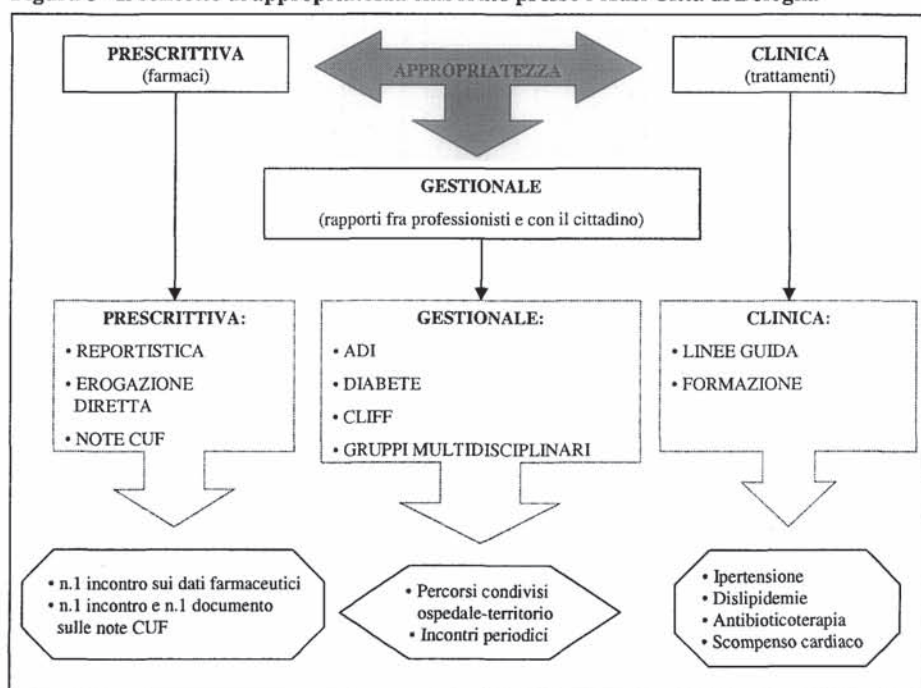 PRESCRITTIVA
(farmaci)
APPROPRIATEZZA
CLINICA
(trattamenti)
GESTIONALE
(rapporti fra professionisti e con il cittadino)
PRESCRITTIVA:
• REPORTISTICA
• EROGAZIONE
DIRETTA
• NOTE CUF
GESTIONALE:
• ADI
• DIABETE
• CLIFF
• GRUPPI MULTIDISCIPLINARI
CLINICA:
• LINEE GUIDA
• FORMAZIONE
• n.1 incontro sui dati farmaceutici
• n.1 incontro e n.1 documento
sulle note CUF
• Percorsi condivisi
ospedale-territorio
• Incontri periodici
• Ipertensione
• Dislipidemie
• Antibioticoterapia
• Scompenso cardiaco